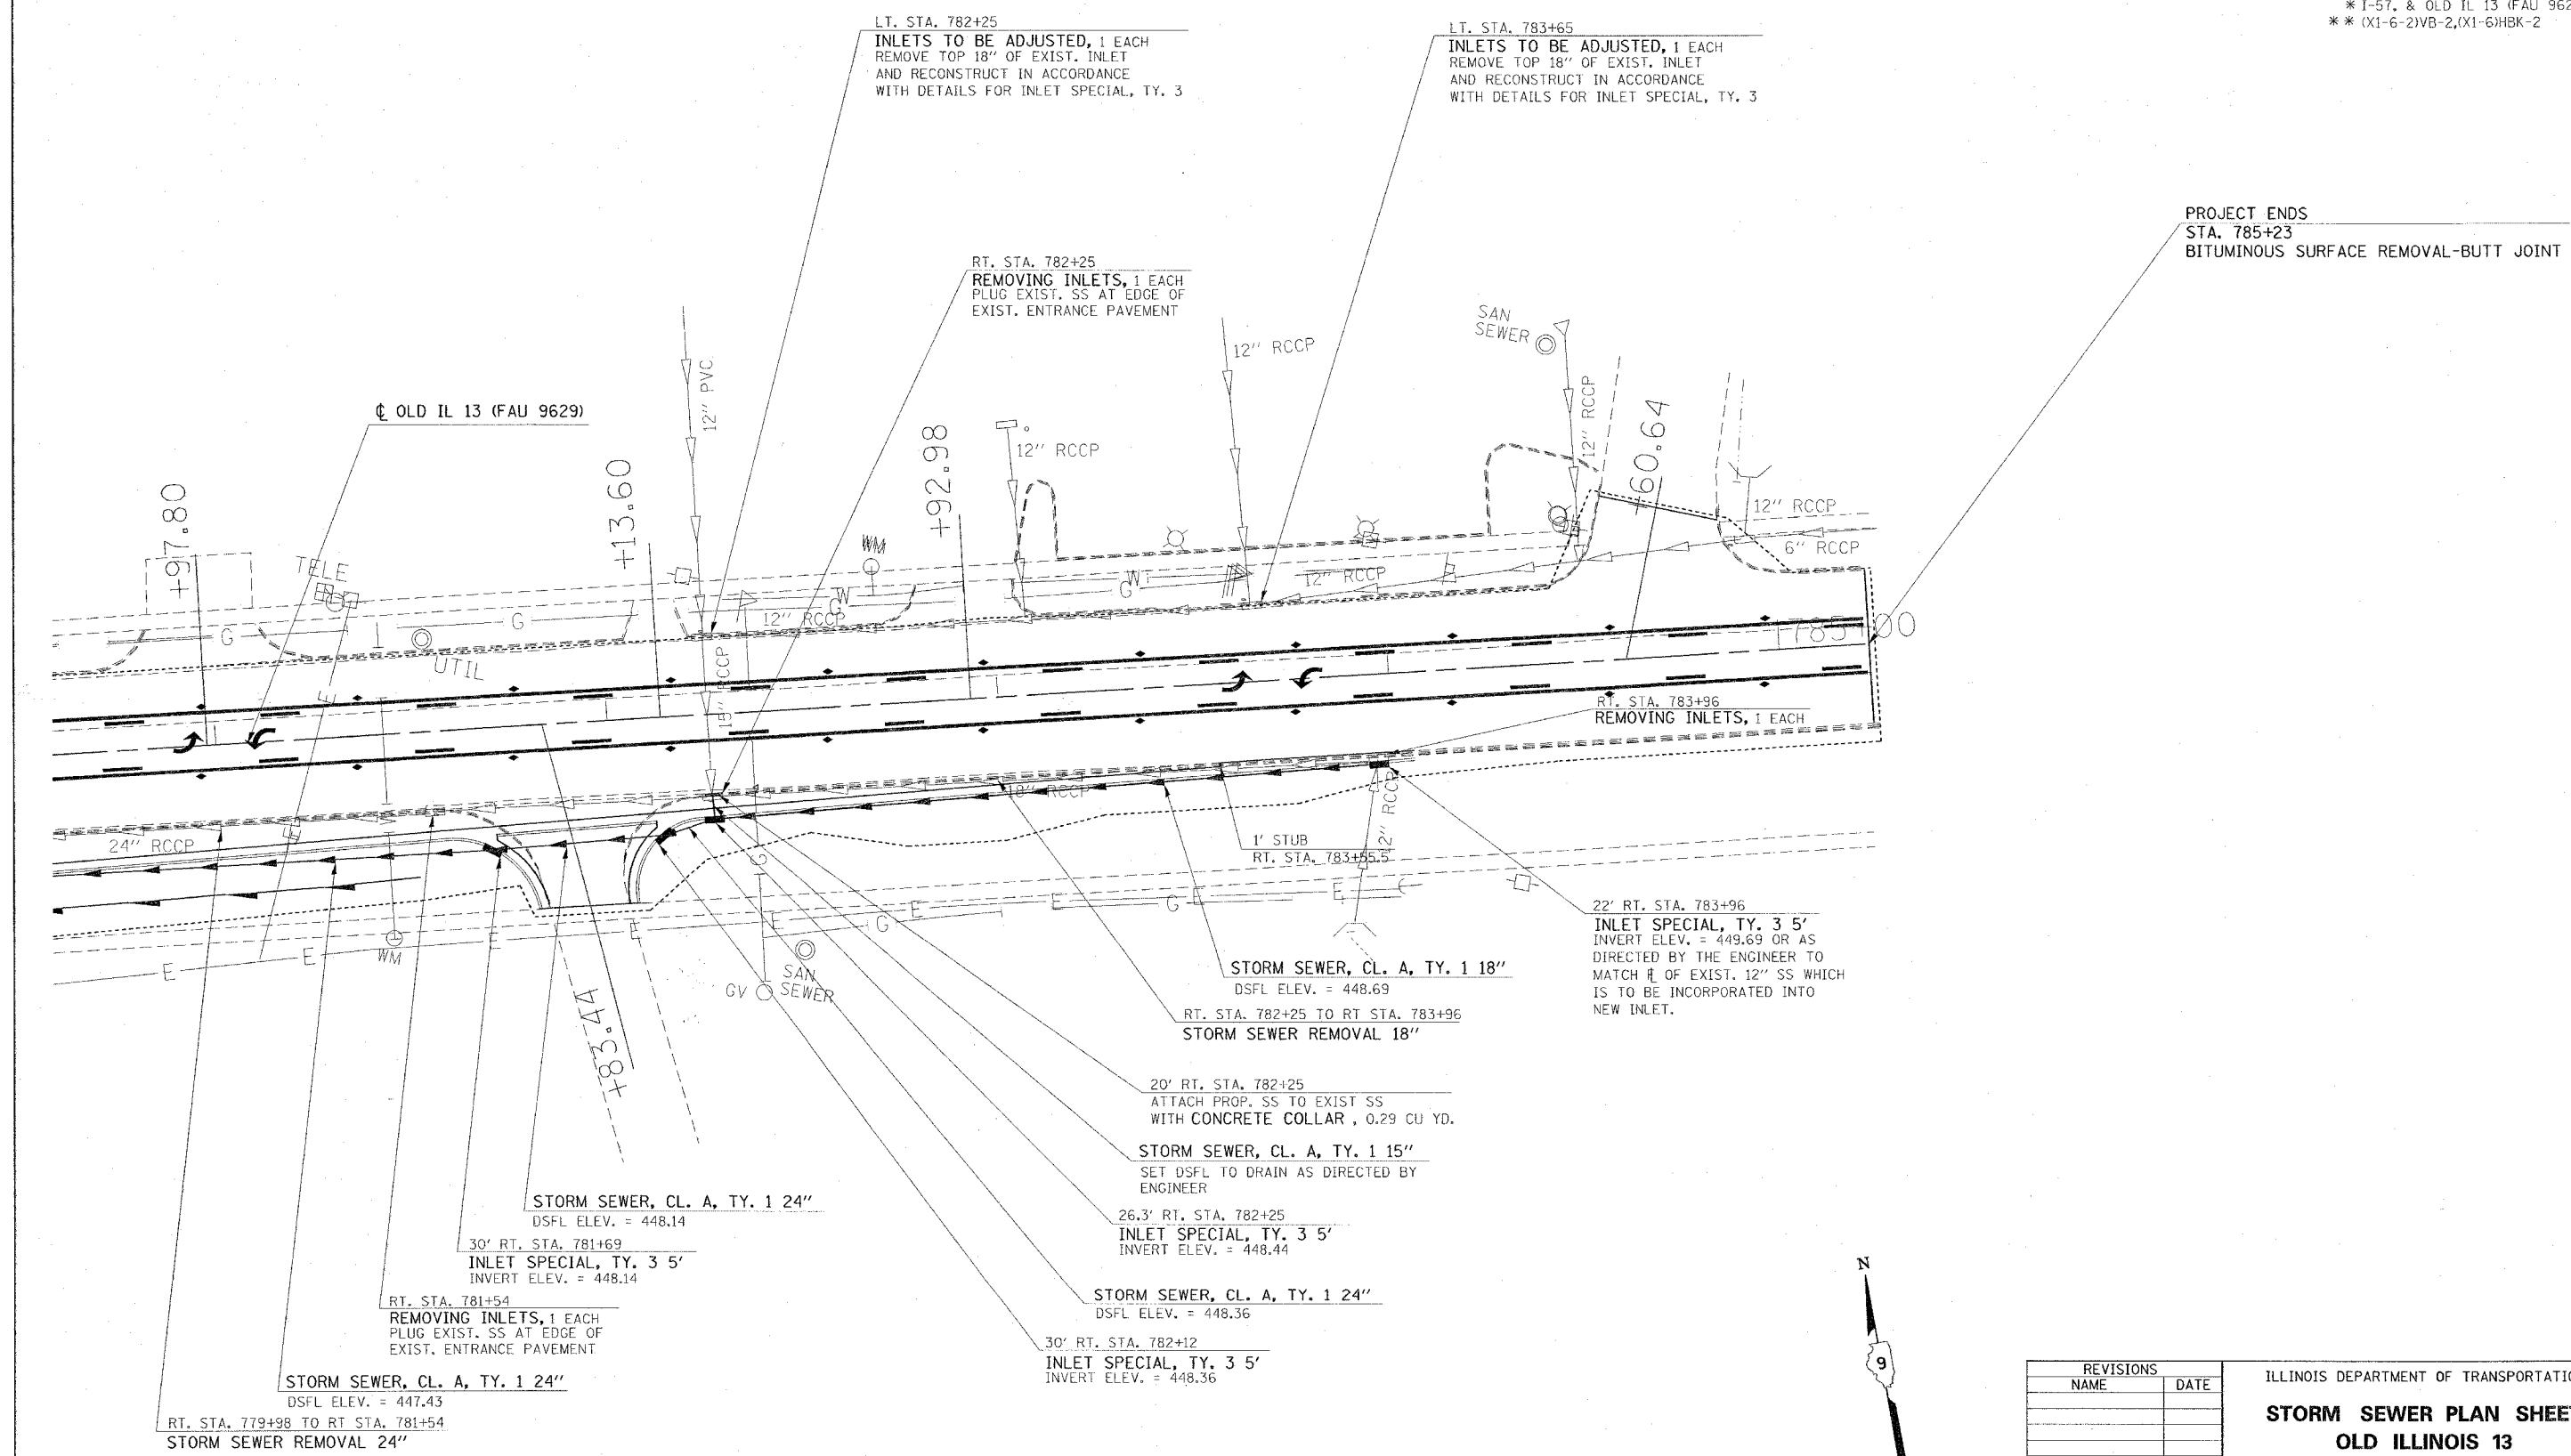 * I-57, & OLD IL 13 (FAU 962
* * (X1-6-2)VB-2,(X1-6)HBK-2
LT. STA. 782+25
INLETS TO BE ADJUSTED, 1 EACH
REMOVE TOP 18" OF EXIST. INLET
AND RECONSTRUCT IN ACCORDANCE
WITH DETAILS FOR INLET SPECIAL, TY. 3
LT. STA. 783+65
INLETS TO BE ADJUSTED, 1 EACH
REMOVE TOP 18" OF EXIST. INLET
AND RECONSTRUCT IN ACCORDANCE
WITH DETAILS FOR INLET SPECIAL, TY. 3
PROJECT ENDS
STA. 785+23
BITUMINOUS SURFACE REMOVAL-BUTT JOINT
RT. STA. 782+25
REMOVING INLETS, 1 EACH
PLUG EXIST. SS AT EDGE OF
EXIST. ENTRANCE PAVEMENT
SAN
SEWER
12" RCCP
12" PVC
12" RCCP
℄ OLD IL 13 (FAU 9629)
12" RCCP
+97.80
+13.60
+92.98
+60.64
12" RCCP
6" RCCP
TELE
WM
W
G
W
G
12" RCCP
12" RCCP
G
G
UTIL
15" RCCP
785+00
E
RT. STA. 783+96
REMOVING INLETS, 1 EACH
18" RCCP
12" RCCP
24" RCCP
E
1' STUB
RT. STA. 783+55.5
G
E
E
G
E
E
G
E
E
E
E
E
WM
GV
SAN
SEWER
+83.44
22' RT. STA. 783+96
INLET SPECIAL, TY. 3 5'
INVERT ELEV. = 449.69 OR AS
DIRECTED BY THE ENGINEER TO
MATCH ℄ OF EXIST. 12" SS WHICH
IS TO BE INCORPORATED INTO
NEW INLET.
STORM SEWER, CL. A, TY. 1 18"
DSFL ELEV. = 448.69
RT. STA. 782+25 TO RT STA. 783+96
STORM SEWER REMOVAL 18"
20' RT. STA. 782+25
ATTACH PROP. SS TO EXIST SS
WITH CONCRETE COLLAR , 0.29 CU YD.
STORM SEWER, CL. A, TY. 1 15"
SET DSFL TO DRAIN AS DIRECTED BY
ENGINEER
26.3' RT. STA. 782+25
INLET SPECIAL, TY. 3 5'
INVERT ELEV. = 448.44
STORM SEWER, CL. A, TY. 1 24"
DSFL ELEV. = 448.36
30' RT. STA. 782+12
INLET SPECIAL, TY. 3 5'
INVERT ELEV. = 448.36
STORM SEWER, CL. A, TY. 1 24"
DSFL ELEV. = 448.14
30' RT. STA. 781+69
INLET SPECIAL, TY. 3 5'
INVERT ELEV. = 448.14
RT. STA. 781+54
REMOVING INLETS, 1 EACH
PLUG EXIST. SS AT EDGE OF
EXIST. ENTRANCE PAVEMENT
STORM SEWER, CL. A, TY. 1 24"
DSFL ELEV. = 447.43
RT. STA. 779+98 TO RT STA. 781+54
STORM SEWER REMOVAL 24"
N
9
REVISIONS
NAME DATE
ILLINOIS DEPARTMENT OF TRANSPORTATIO
STORM SEWER PLAN SHEET
OLD ILLINOIS 13